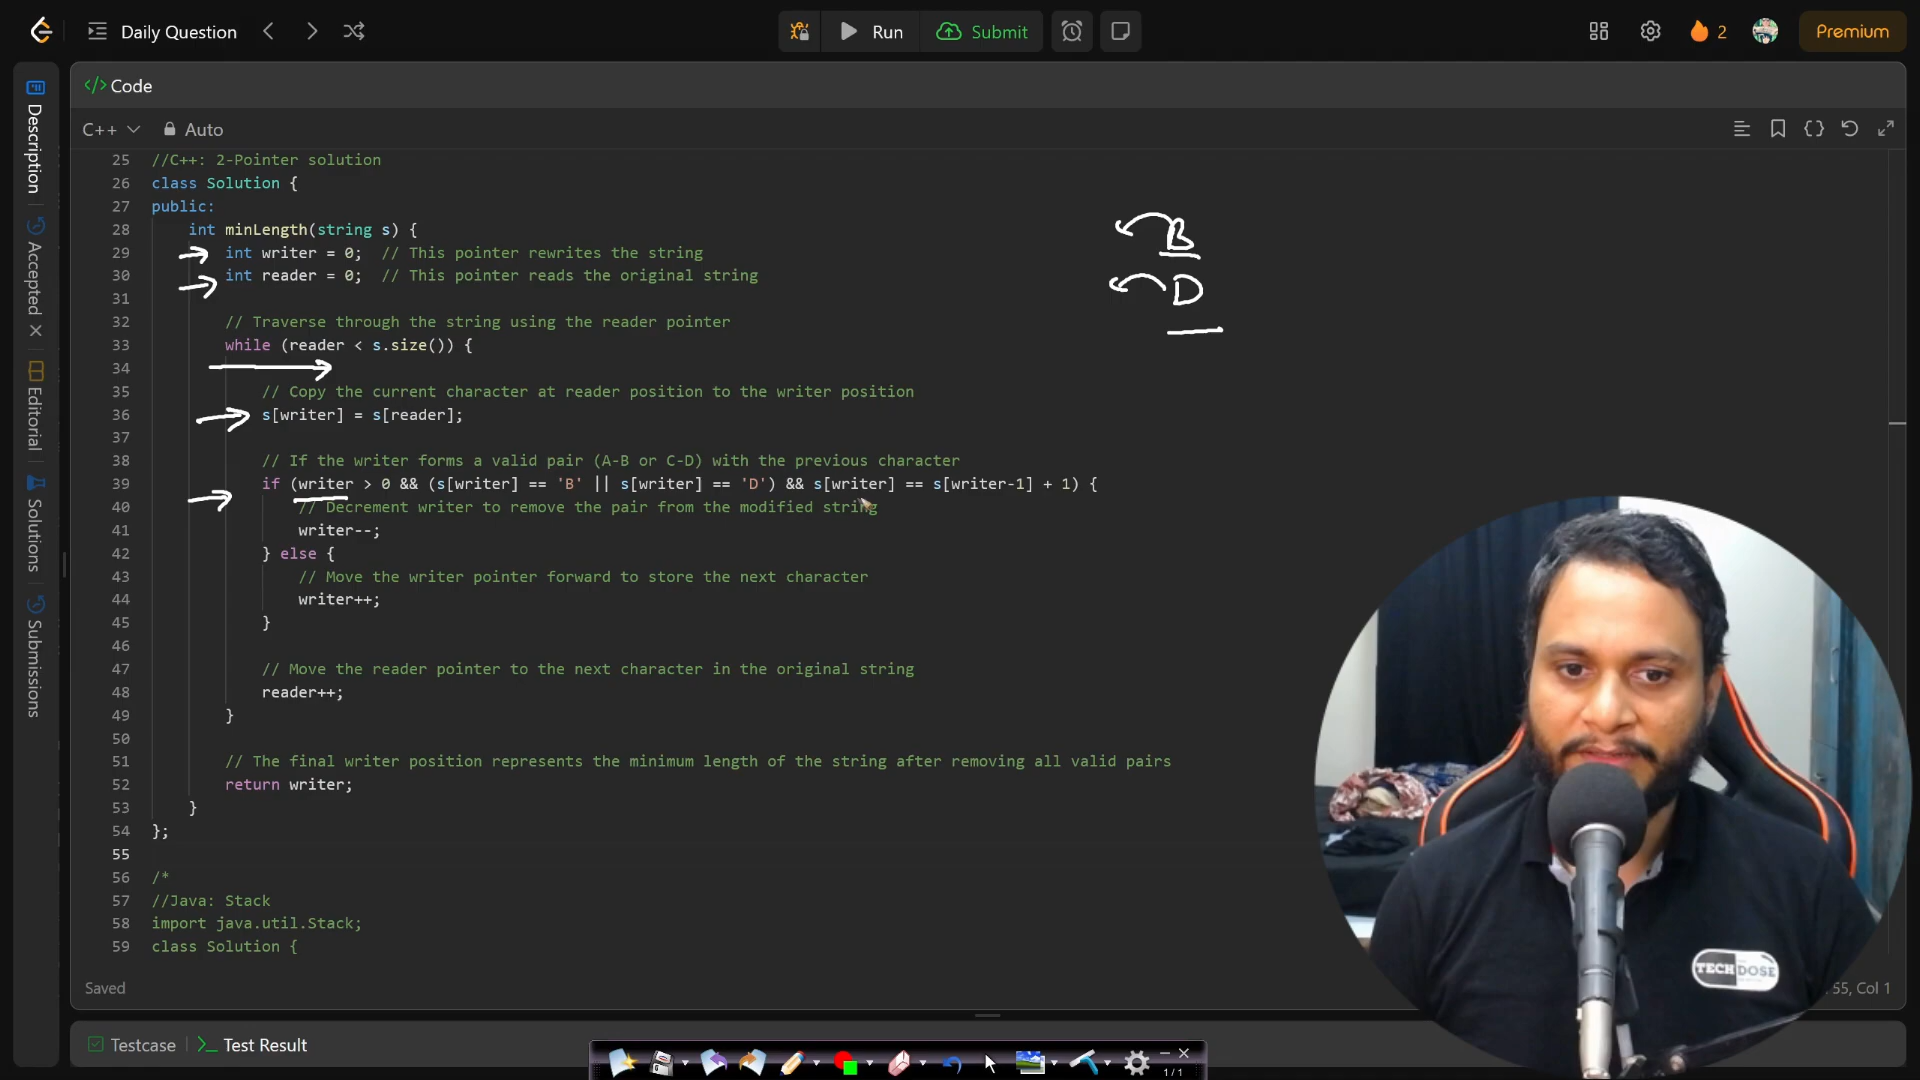 Daily Question
Run
Submit
2
Premium
Description
Accepted
Editorial
Solutions
Submissions
</> Code
C++
Auto
25 //C++: 2-Pointer solution
26 class Solution {
27 public:
28 int minLength(string s) {
29 int writer = 0; // This pointer rewrites the string
30 int reader = 0; // This pointer reads the original string
31
32 // Traverse through the string using the reader pointer
33 while (reader < s.size()) {
34
35 // Copy the current character at reader position to the writer position
36 s[writer] = s[reader];
37
38 // If the writer forms a valid pair (A-B or C-D) with the previous character
39 if (writer > 0 && (s[writer] == 'B' || s[writer] == 'D') && s[writer] == s[writer-1] + 1) {
40 // Decrement writer to remove the pair from the modified string
41 writer--;
42 } else {
43 // Move the writer pointer forward to store the next character
44 writer++;
45 }
46
47 // Move the reader pointer to the next character in the original string
48 reader++;
49 }
50
51 // The final writer position represents the minimum length of the string after removing all valid pairs
52 return writer;
53 }
54 };
55
56 /*
57 //Java: Stack
58 import java.util.Stack;
59 class Solution {
B
D
TECH DOSE
Saved
55, Col 1
Testcase
Test Result
1/1